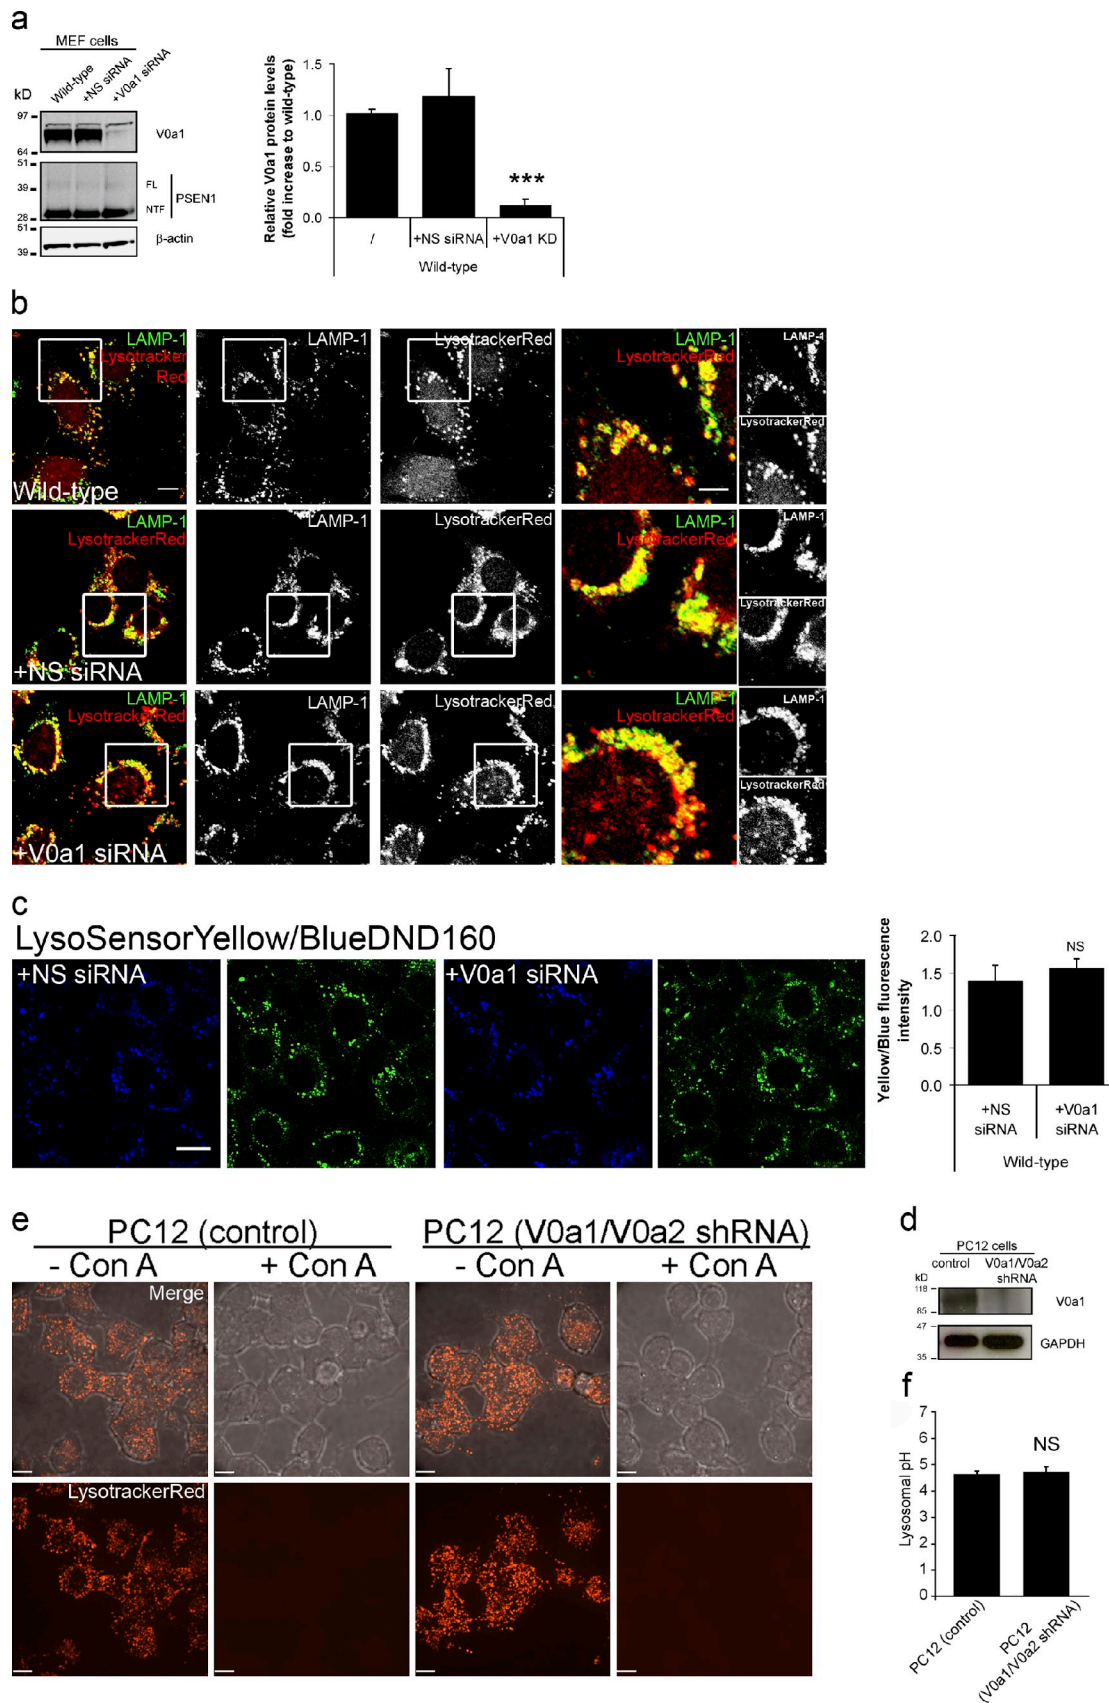 a
MEF cells
Wild-type
+NS siRNA
+V0a1 siRNA
kD
97
64
V0a1
51
39
28
FL
NTF
PSEN1
51
39
β-actin
Relative V0a1 protein levels
(fold increase to wild-type)
1.5
1.0
0.5
0.0
***
/
+NS siRNA
+V0a1 KD
Wild-type
b
LAMP-1
Lysotracker
Red
Wild-type
LAMP-1
LysotrackerRed
LAMP-1
LysotrackerRed
LAMP-1
LysotrackerRed
LAMP-1
LysotrackerRed
+NS siRNA
LAMP-1
LysotrackerRed
LAMP-1
LysotrackerRed
LAMP-1
LysotrackerRed
LAMP-1
LysotrackerRed
+V0a1 siRNA
LAMP-1
LysotrackerRed
LAMP-1
LysotrackerRed
LAMP-1
LysotrackerRed
c
LysoSensorYellow/BlueDND160
+NS siRNA
+V0a1 siRNA
Yellow/Blue fluorescence
intensity
2.0
1.5
1.0
0.5
0.0
NS
+NS
siRNA
+V0a1
siRNA
Wild-type
e
PC12 (control)
PC12 (V0a1/V0a2 shRNA)
- Con A
+ Con A
- Con A
+ Con A
Merge
LysotrackerRed
d
PC12 cells
control
V0a1/V0a2
shRNA
kD
118
85
V0a1
47
35
GAPDH
f
Lysosomal pH
7
6
5
4
3
2
1
0
NS
PC12 (control)
PC12
(V0a1/V0a2 shRNA)